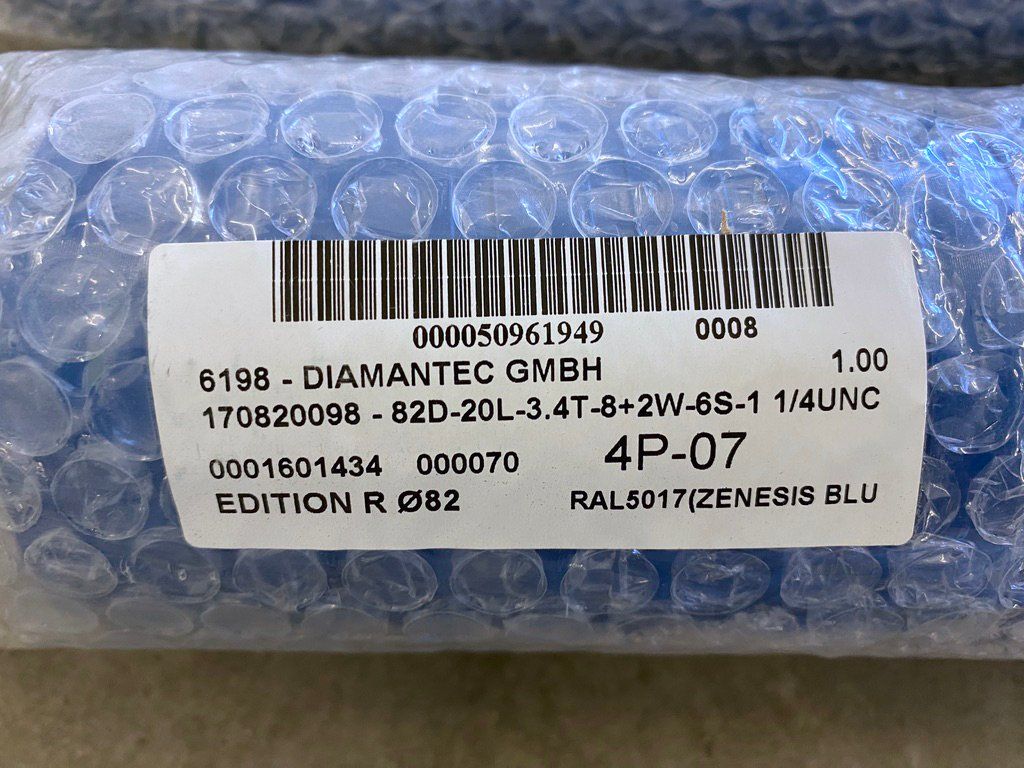 000050961949 0008
6198 - DIAMANTEC GMBH 1.00
170820098 - 82D-20L-3.4T-8+2W-6S-1 1/4UNC
0001601434 000070 4P-07
EDITION R Ø82 RAL5017(ZENESIS BLU